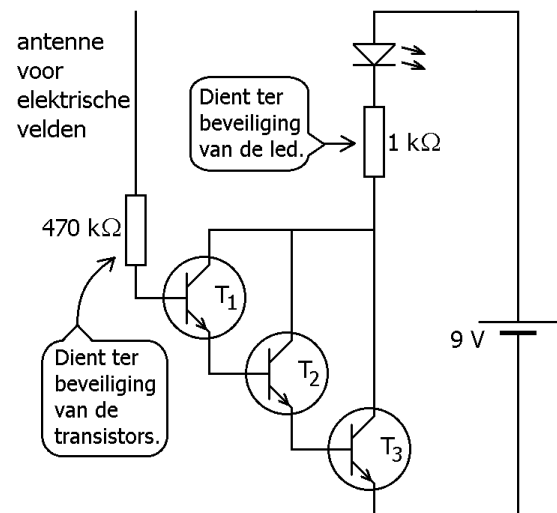 antenne
voor
elektrische
velden
Dient ter
beveiliging
van de led.
1 kΩ
470 kΩ
T1
Dient ter
beveiliging
van de
transistors.
T2
9 V
T3